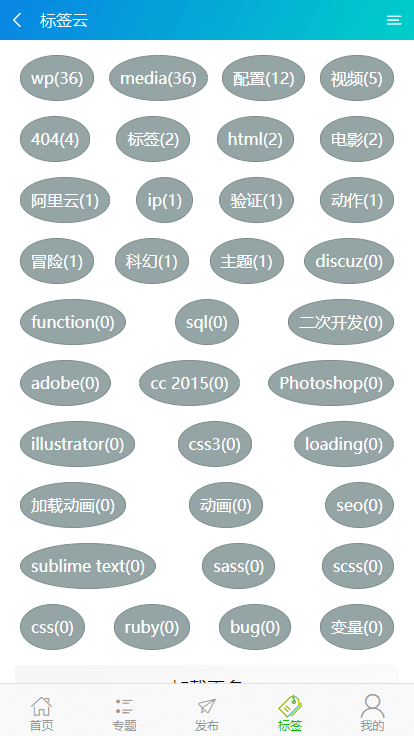 标签云
wp(36) media(36) 配置(12) 视频(5)
404(4) 标签(2) html(2) 电影(2)
阿里云(1) ip(1) 验证(1) 动作(1)
冒险(1) 科幻(1) 主题(1) discuz(0)
function(0) sql(0) 二次开发(0)
adobe(0) cc 2015(0) Photoshop(0)
illustrator(0) css3(0) loading(0)
加载动画(0) 动画(0) seo(0)
sublime text(0) sass(0) scss(0)
css(0) ruby(0) bug(0) 变量(0)
首页 专题 发布 标签 我的